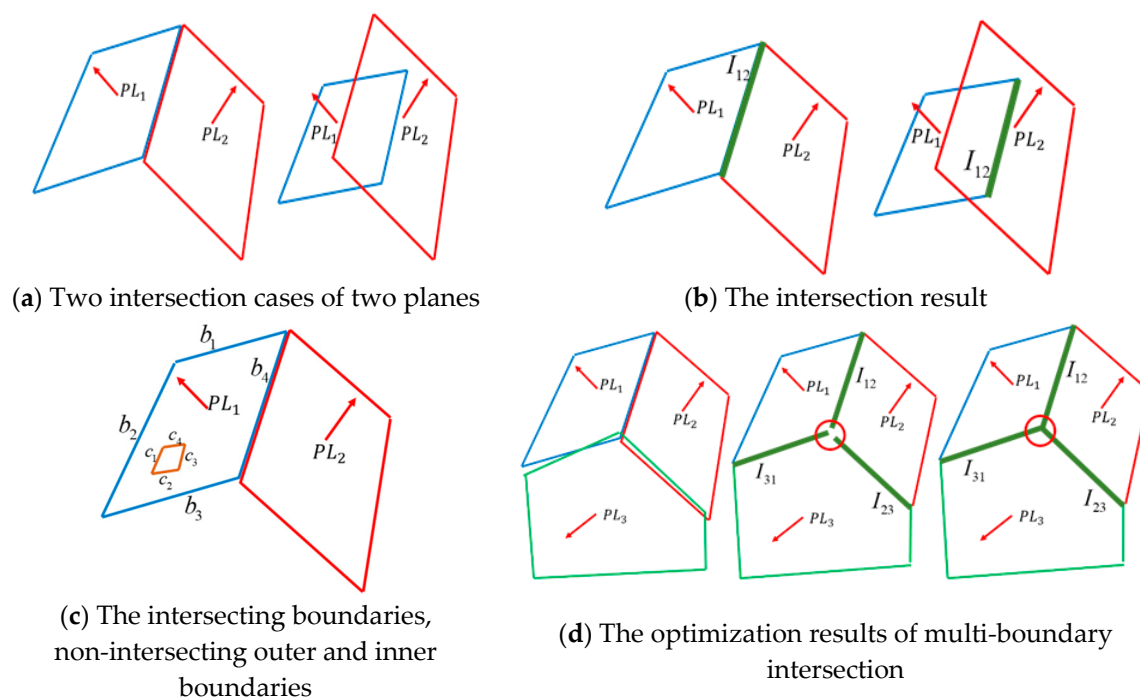 PL₁
PL₂
PL₁
PL₂
(a) Two intersection cases of two planes
I₁₂
PL₁
PL₂
PL₁
I₁₂
PL₂
(b) The intersection result
b₁
b₄
PL₁
b₂
c₄
c₁
c₃
c₂
b₃
PL₂
(c) The intersecting boundaries,
non-intersecting outer and inner
boundaries
PL₁
PL₂
PL₃
I₁₂
PL₁
PL₂
I₃₁
I₂₃
I₁₂
PL₁
PL₂
I₃₁
I₂₃
PL₃
(d) The optimization results of multi-boundary
intersection